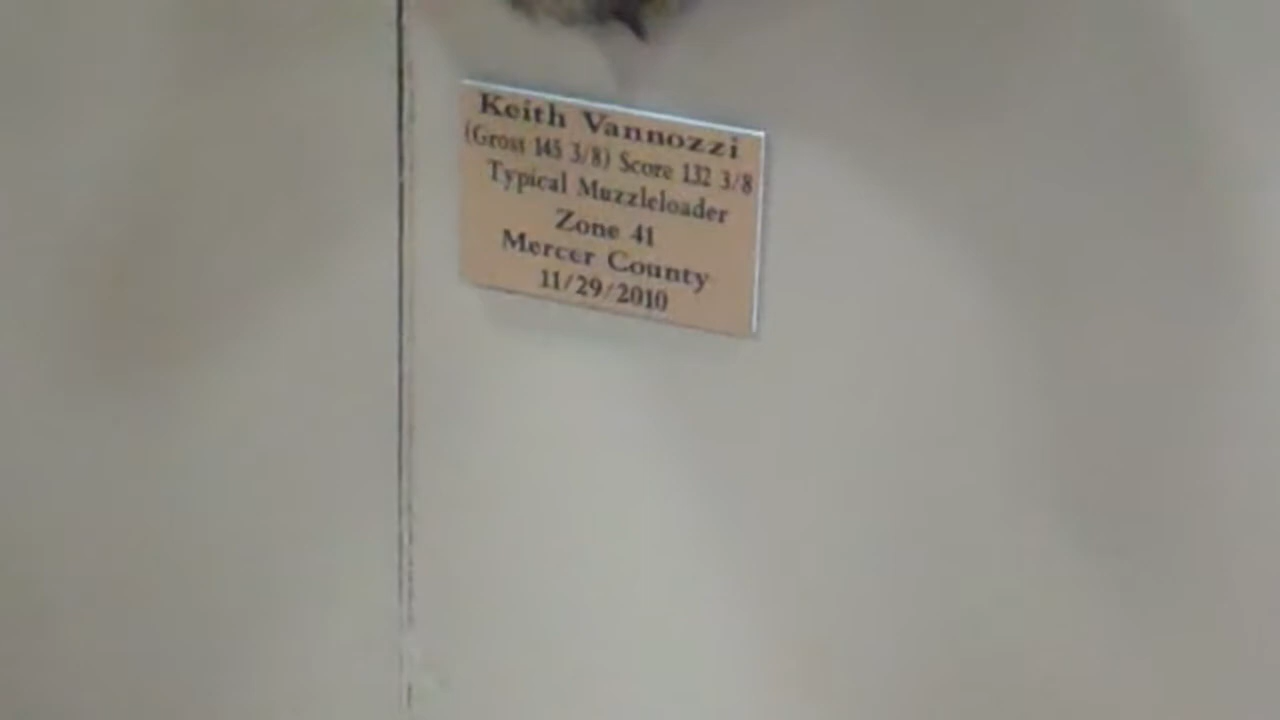 Keith Vannozzi
(Gross 145 3/8) Score 132 3/8
Typical Muzzleloader
Zone 41
Mercer County
11/29/2010